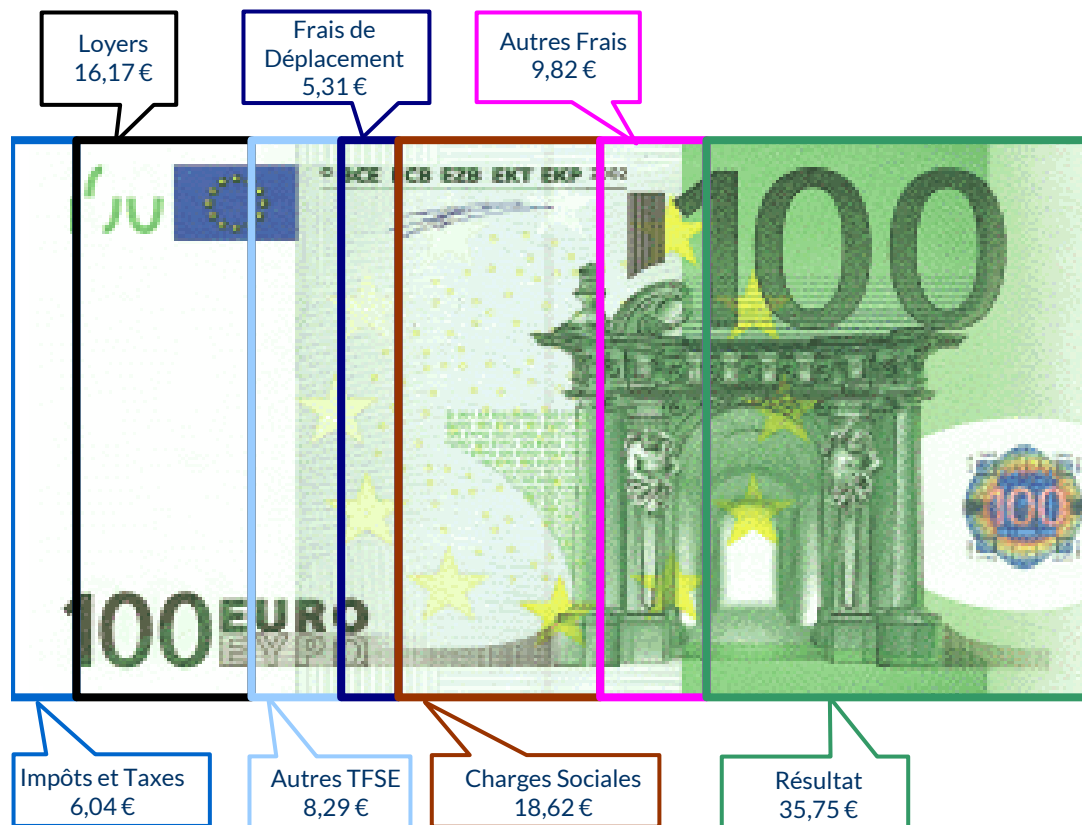 Loyers
16,17 €
Frais de
Déplacement
5,31 €
Autres Frais
9,82 €
BCE ECB EZB EKT EKP 2002
100
100
100 EURO
ΕΥΡΩ
Impôts et Taxes
6,04 €
Autres TFSE
8,29 €
Charges Sociales
18,62 €
Résultat
35,75 €